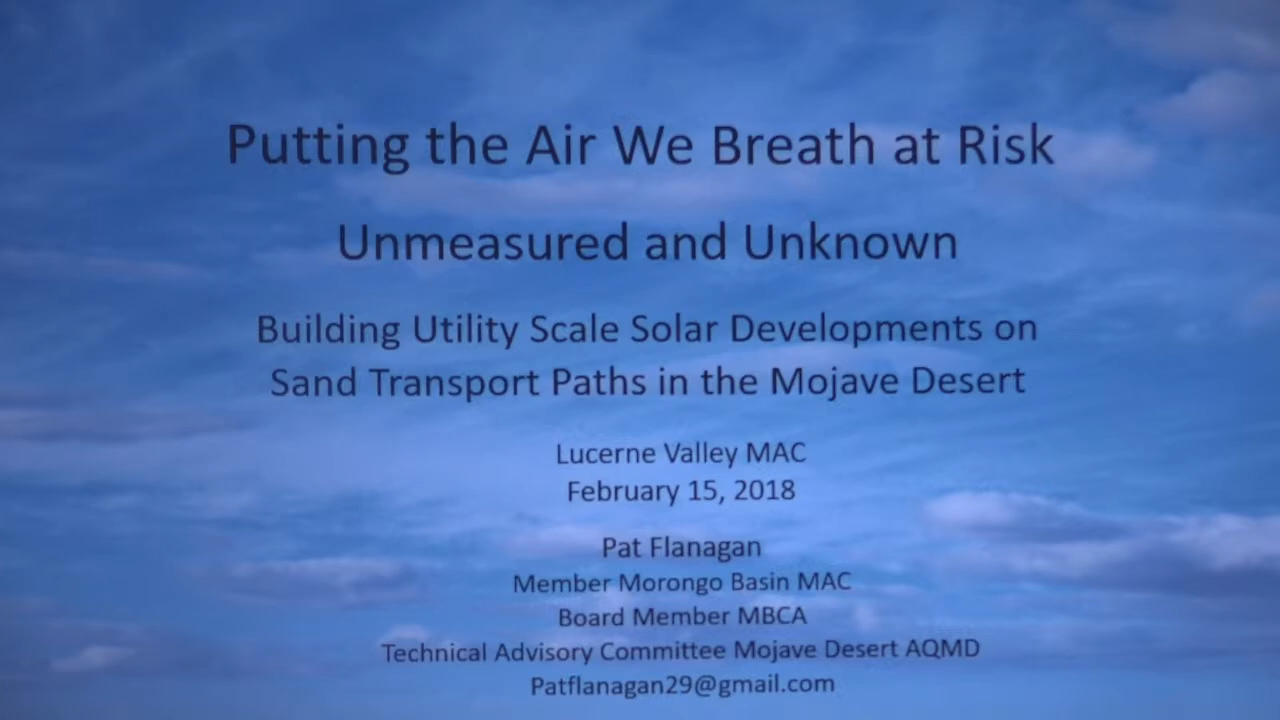 Putting the Air We Breath at Risk
Unmeasured and Unknown
Building Utility Scale Solar Developments on
Sand Transport Paths in the Mojave Desert
Lucerne Valley MAC
February 15, 2018
Pat Flanagan
Member Morongo Basin MAC
Board Member MBCA
Technical Advisory Committee Mojave Desert AQMD
Patflanagan29@gmail.com